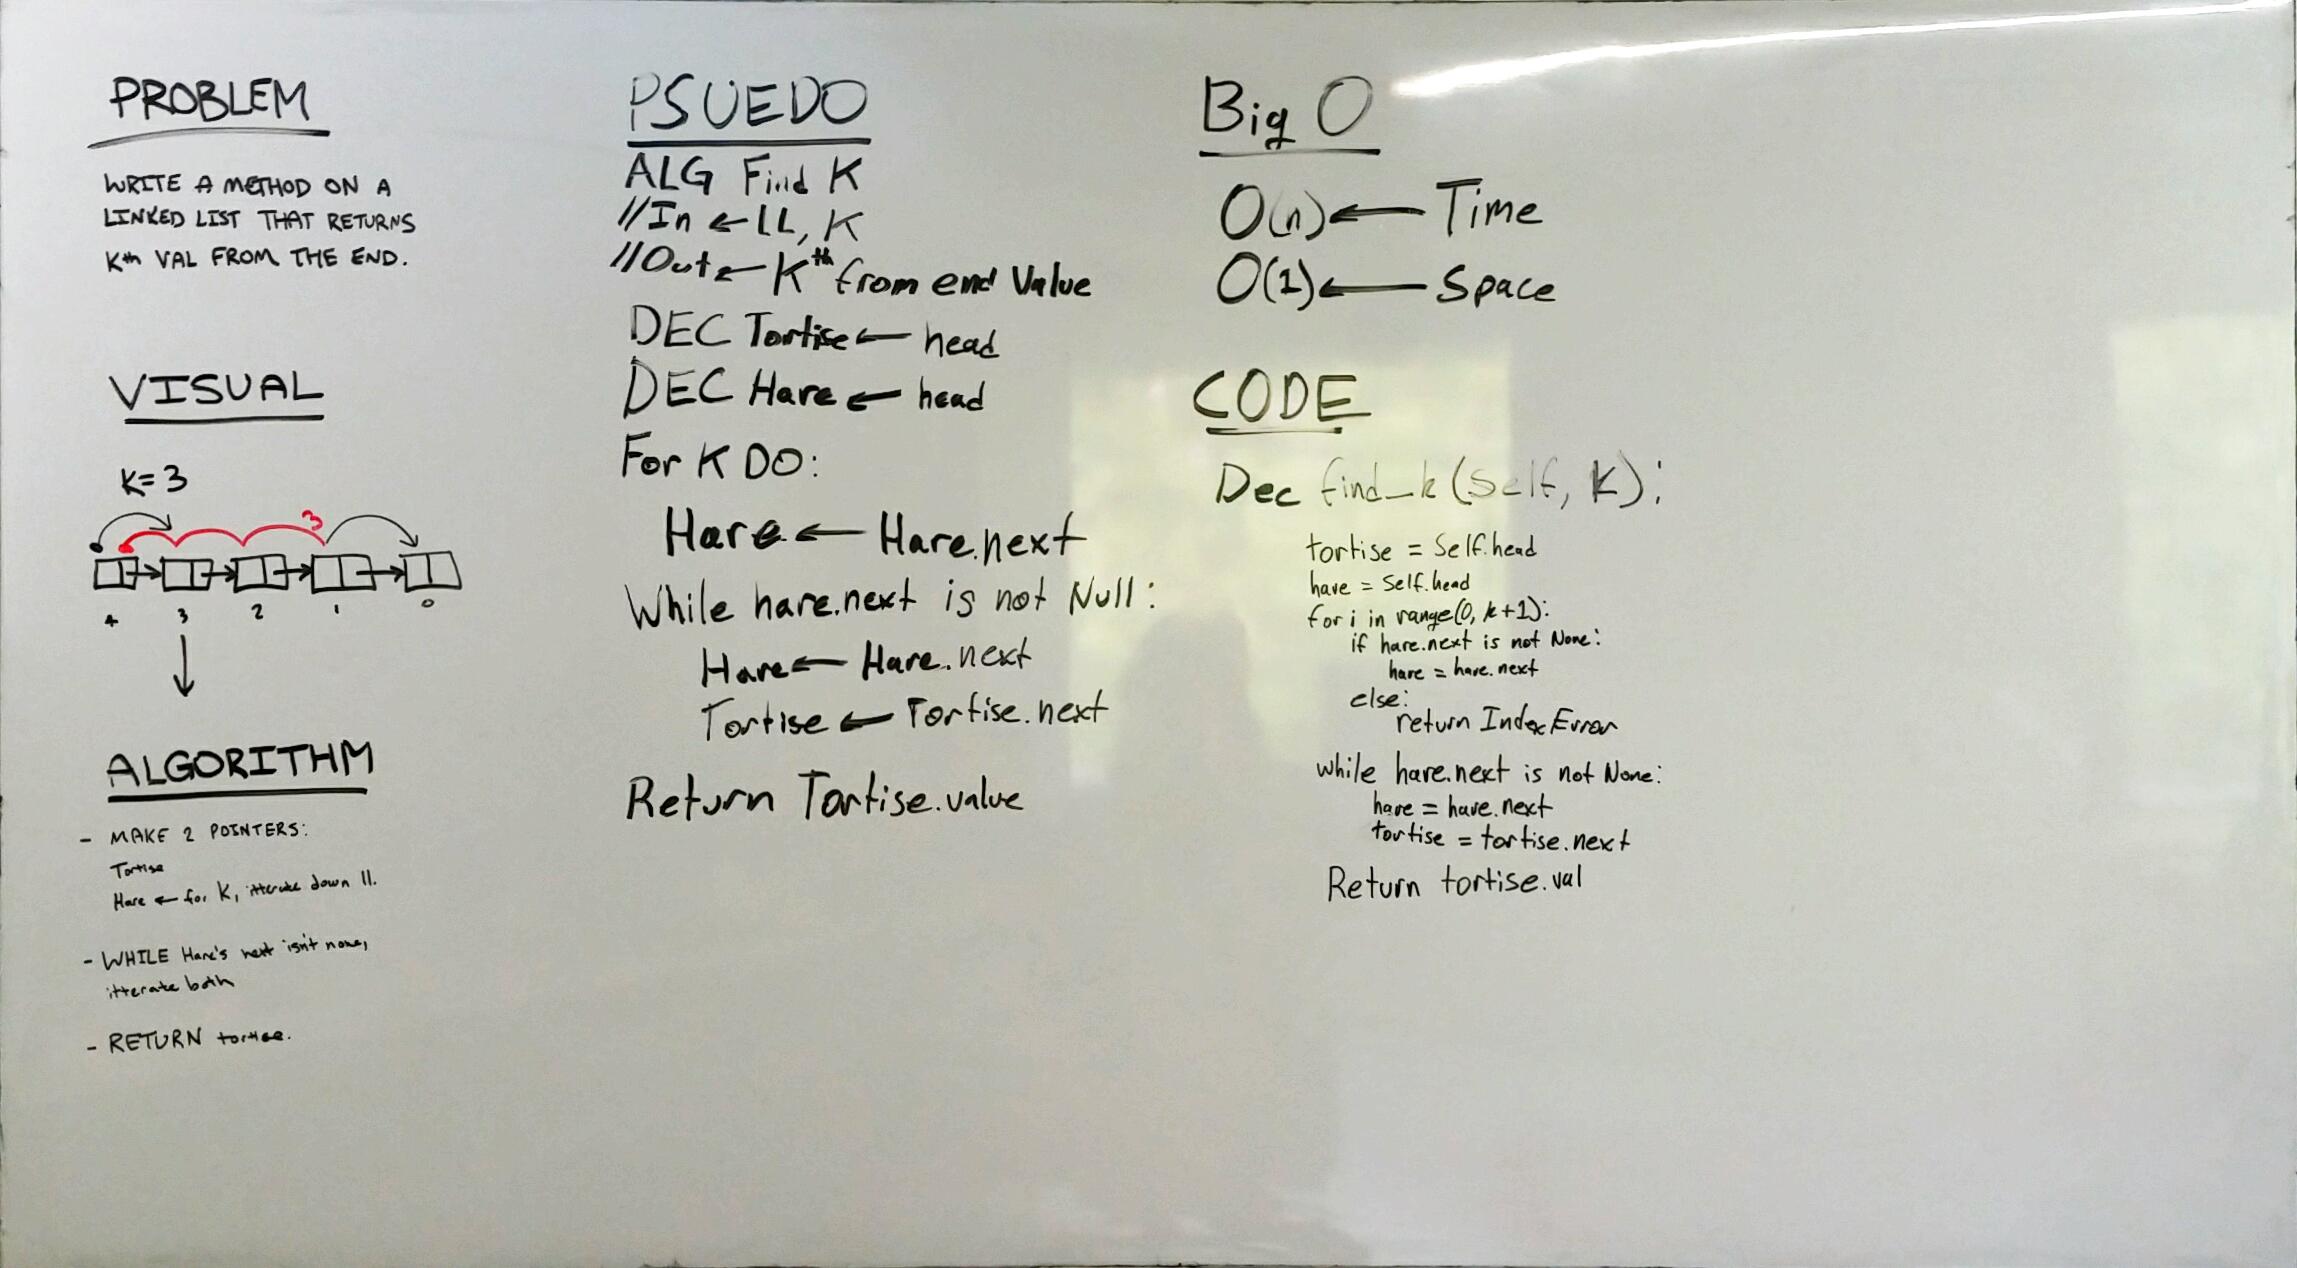 PROBLEM
WRITE A METHOD ON A
LINKED LIST THAT RETURNS
Kth VAL FROM THE END.
VISUAL
K=3
3
4 3 2 1 0
ALGORITHM
- MAKE 2 POINTERS:
Tortise
Hare ← for K, itterate down ll.
- WHILE Hare's next isn't none,
itterate both
- RETURN tortise.
PSUEDO
ALG Find K
//In ← LL, K
//Out ← Kth from end Value
DEC Tortise ← head
DEC Hare ← head
For K DO:
Hare ← Hare.next
While hare.next is not Null:
Hare ← Hare.next
Tortise ← Tortise.next
Return Tortise.value
Big O
O(n) ← Time
O(1) ← Space
CODE
Dec find_k (Self, K):
tortise = Self.head
hare = Self.head
for i in range(0, k+1):
if hare.next is not None:
hare = hare.next
else:
return IndexError
while hare.next is not None:
hare = hare.next
tortise = tortise.next
Return tortise.val